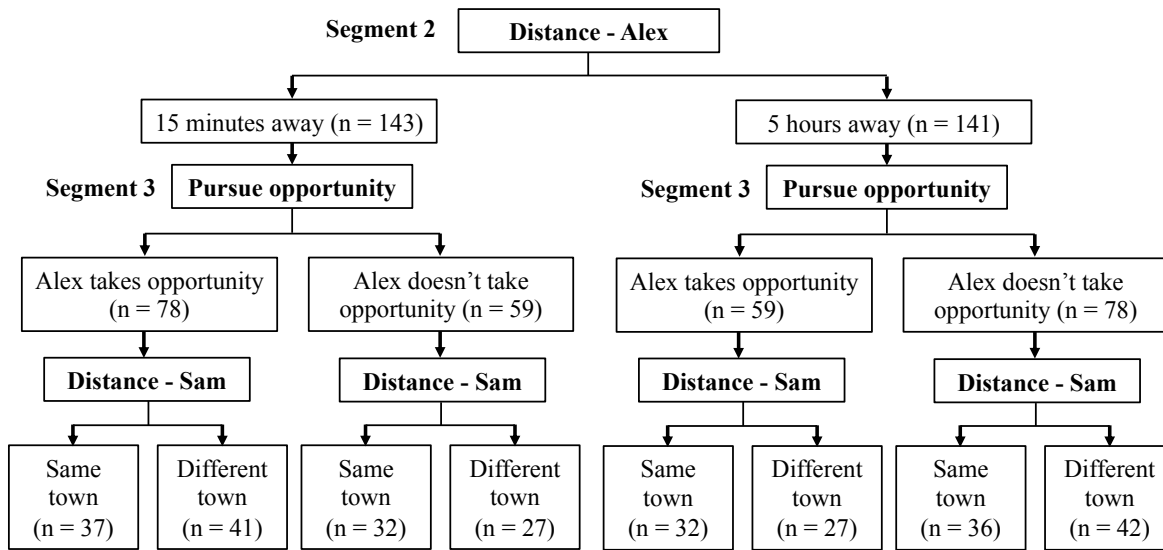 Segment 2
Distance - Alex
15 minutes away (n = 143)
5 hours away (n = 141)
Segment 3
Pursue opportunity
Segment 3
Pursue opportunity
Alex takes opportunity
(n = 78)
Alex doesn’t take
opportunity (n = 59)
Alex takes opportunity
(n = 59)
Alex doesn’t take
opportunity (n = 78)
Distance - Sam
Distance - Sam
Distance - Sam
Distance - Sam
Same
town
(n = 37)
Different
town
(n = 41)
Same
town
(n = 32)
Different
town
(n = 27)
Same
town
(n = 32)
Different
town
(n = 27)
Same
town
(n = 36)
Different
town
(n = 42)